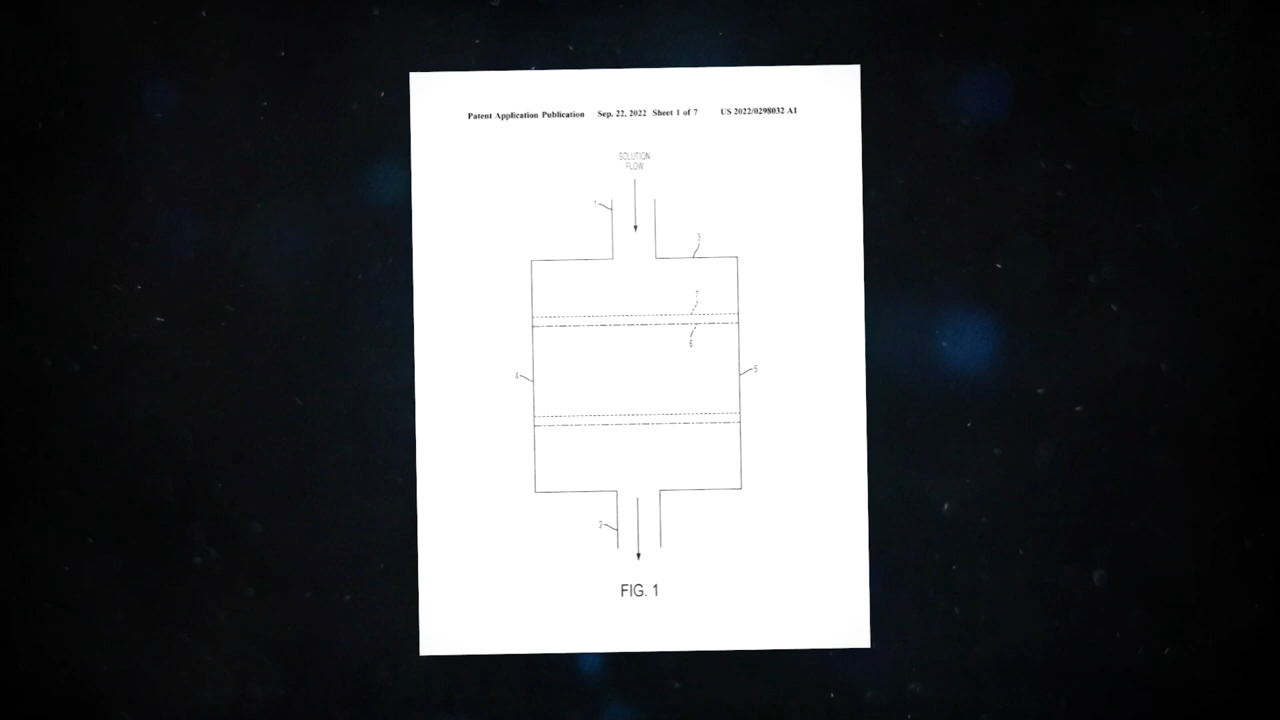 Patent Application Publication Sep. 22, 2022 Sheet 1 of 7 US 2022/0298032 A1
SOLUTION
FLOW
1
3
7
6
4
5
2
FIG. 1